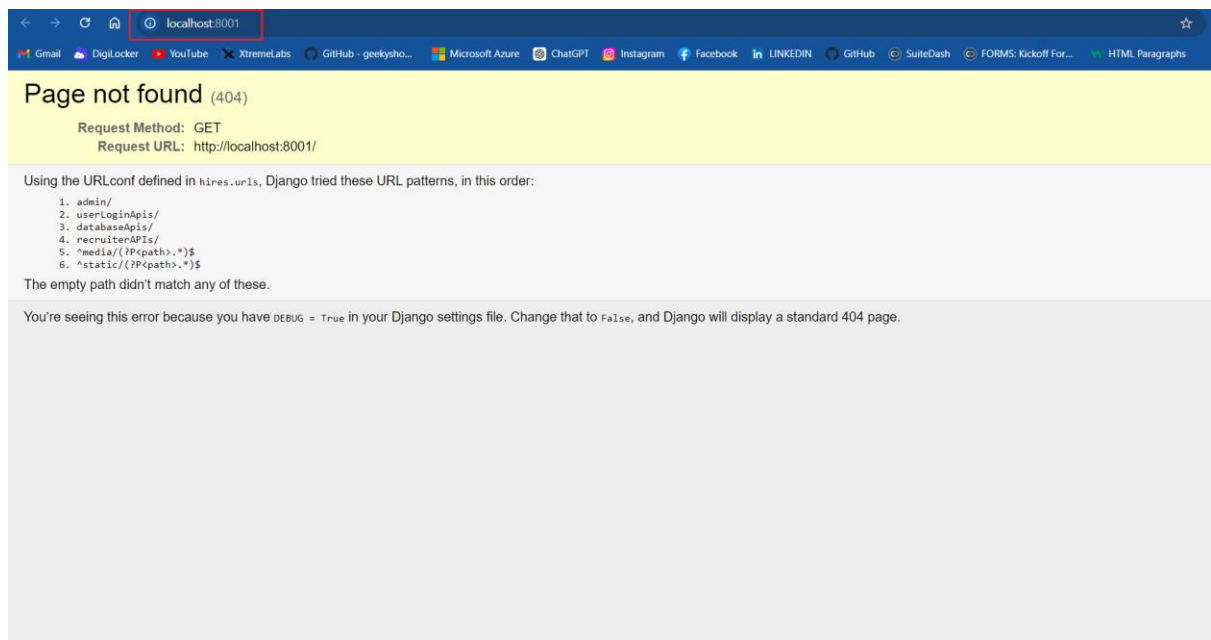 localhost:8001
Gmail DigiLocker YouTube XtremeLabs GitHub - geekysho... Microsoft Azure ChatGPT Instagram Facebook LINKEDIN GitHub SuiteDash FORMS: Kickoff For... HTML Paragraphs
Page not found (404)
Request Method: GET
Request URL: http://localhost:8001/
Using the URLconf defined in hires.urls, Django tried these URL patterns, in this order:
1. admin/
2. userLoginApis/
3. databaseApis/
4. recruiterAPIs/
5. ^media/(?P<path>.*)$
6. ^static/(?P<path>.*)$
The empty path didn't match any of these.
You're seeing this error because you have DEBUG = True in your Django settings file. Change that to False, and Django will display a standard 404 page.